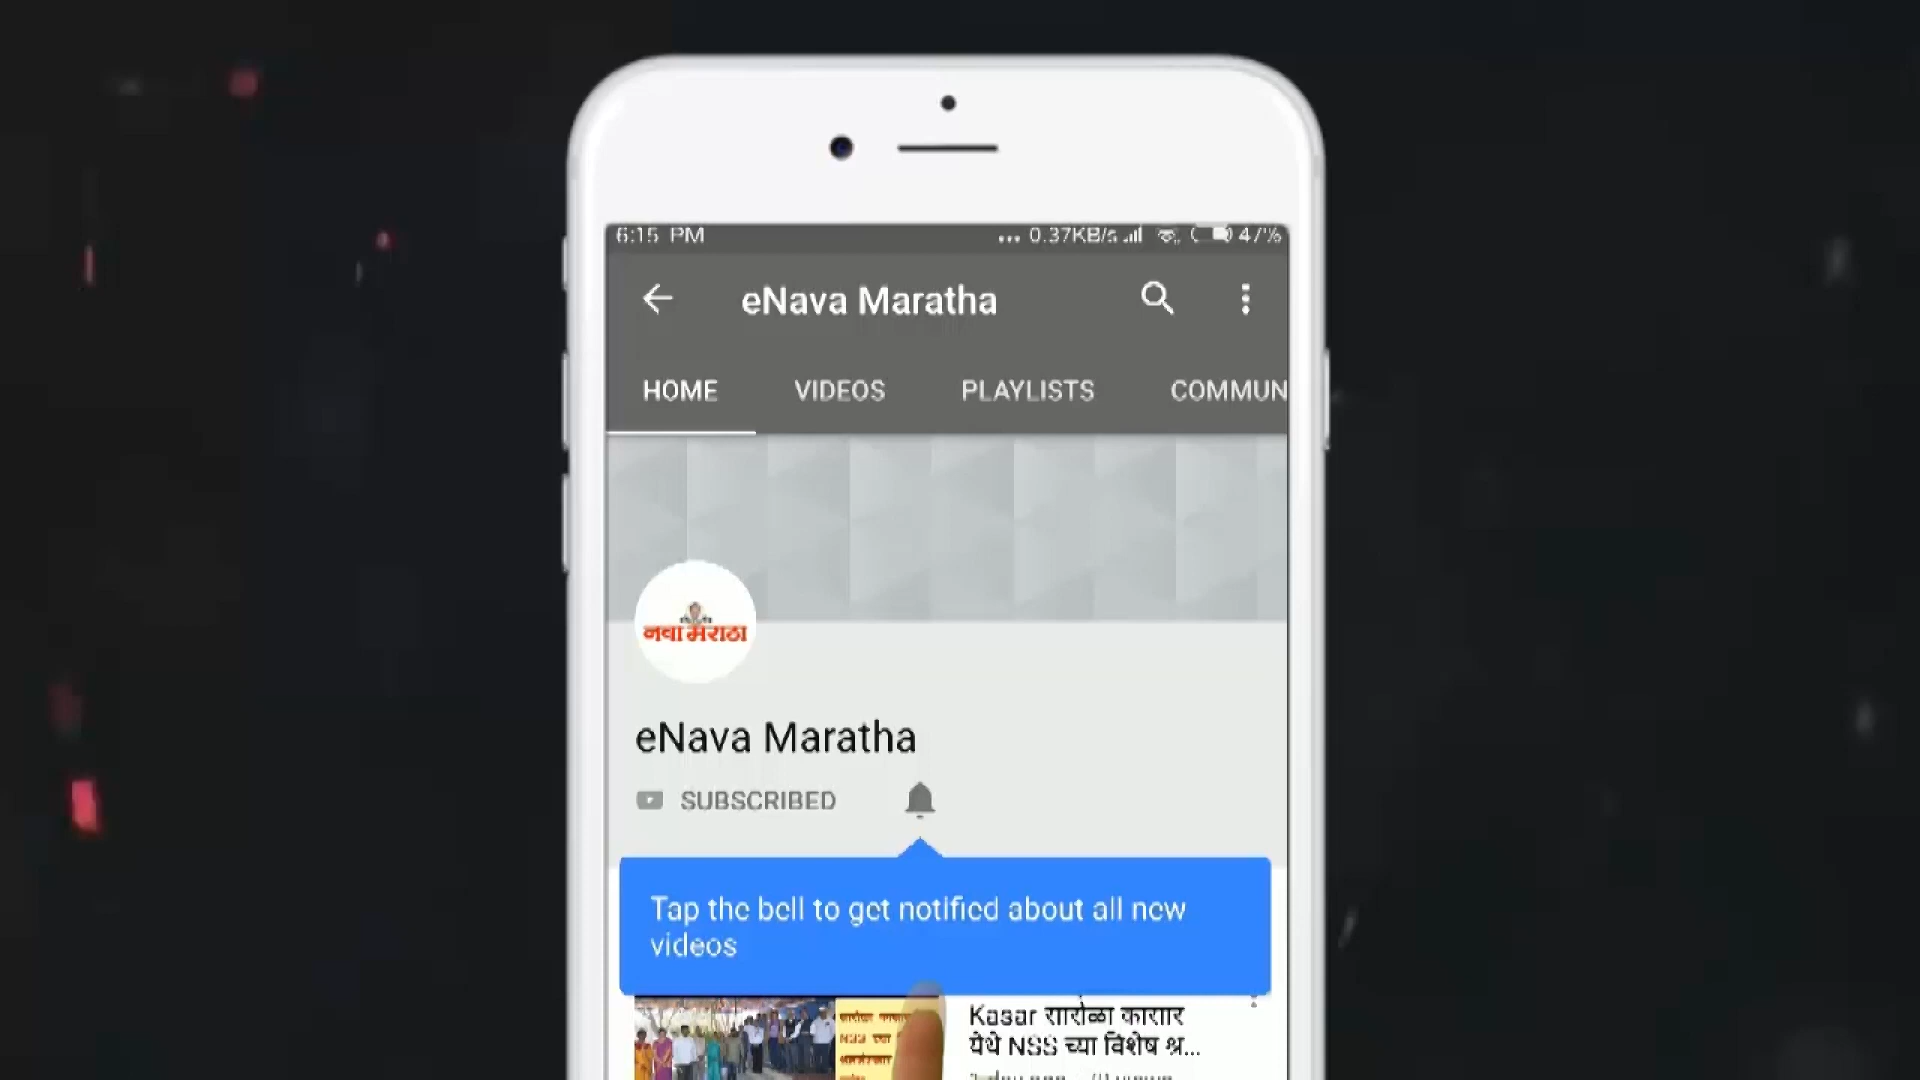 6:15 PM
... 0.37KB/s 47%
eNava Maratha
HOME VIDEOS PLAYLISTS COMMUN
नवा मराठा
eNava Maratha
SUBSCRIBED
Tap the bell to get notified about all new
videos
Kasar सारोळा कासार
येथे NSS च्या विशेष श्र...